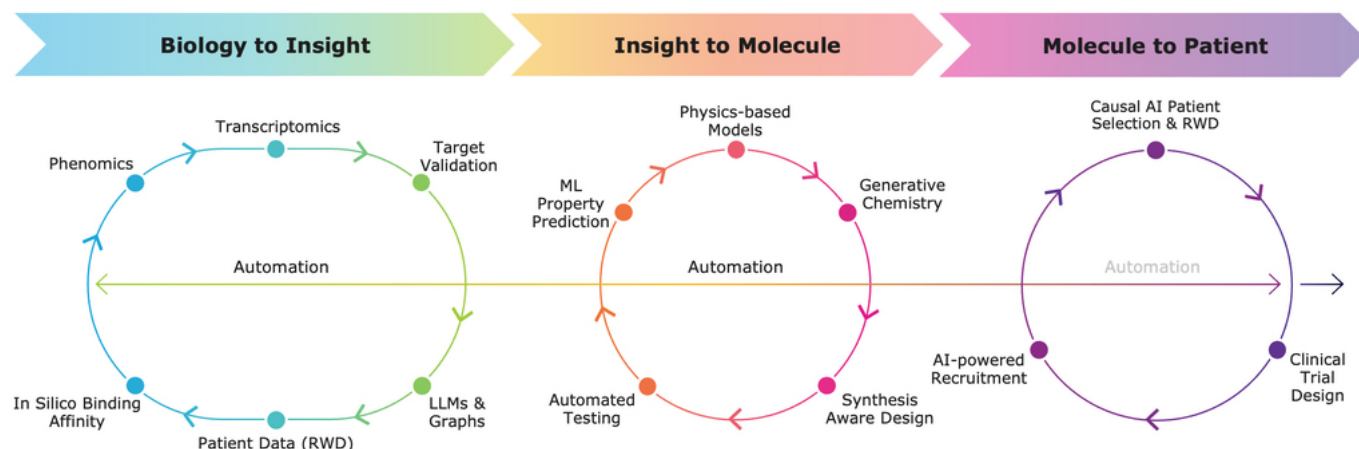 Biology to Insight
Insight to Molecule
Molecule to Patient
Transcriptomics
Phenomics
Target
Validation
Automation
In Silico Binding
Affinity
Patient Data (RWD)
LLMs &
Graphs
Physics-based
Models
ML
Property
Prediction
Generative
Chemistry
Automation
Automated
Testing
Synthesis
Aware Design
Causal AI Patient
Selection & RWD
Automation
AI-powered
Recruitment
Clinical
Trial
Design